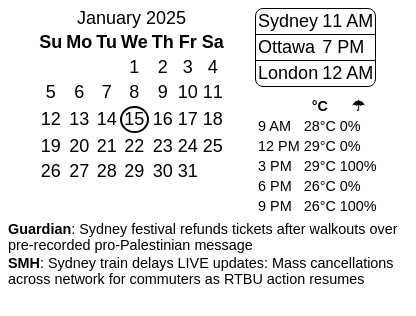 January 2025
Su Mo Tu We Th Fr Sa
1 2 3 4
5 6 7 8 9 10 11
12 13 14 15 16 17 18
19 20 21 22 23 24 25
26 27 28 29 30 31
Sydney 11 AM
Ottawa 7 PM
London 12 AM
°C ☂
9 AM 28°C 0%
12 PM 29°C 0%
3 PM 29°C 100%
6 PM 26°C 0%
9 PM 26°C 100%
Guardian: Sydney festival refunds tickets after walkouts over
pre-recorded pro-Palestinian message
SMH: Sydney train delays LIVE updates: Mass cancellations
across network for commuters as RTBU action resumes